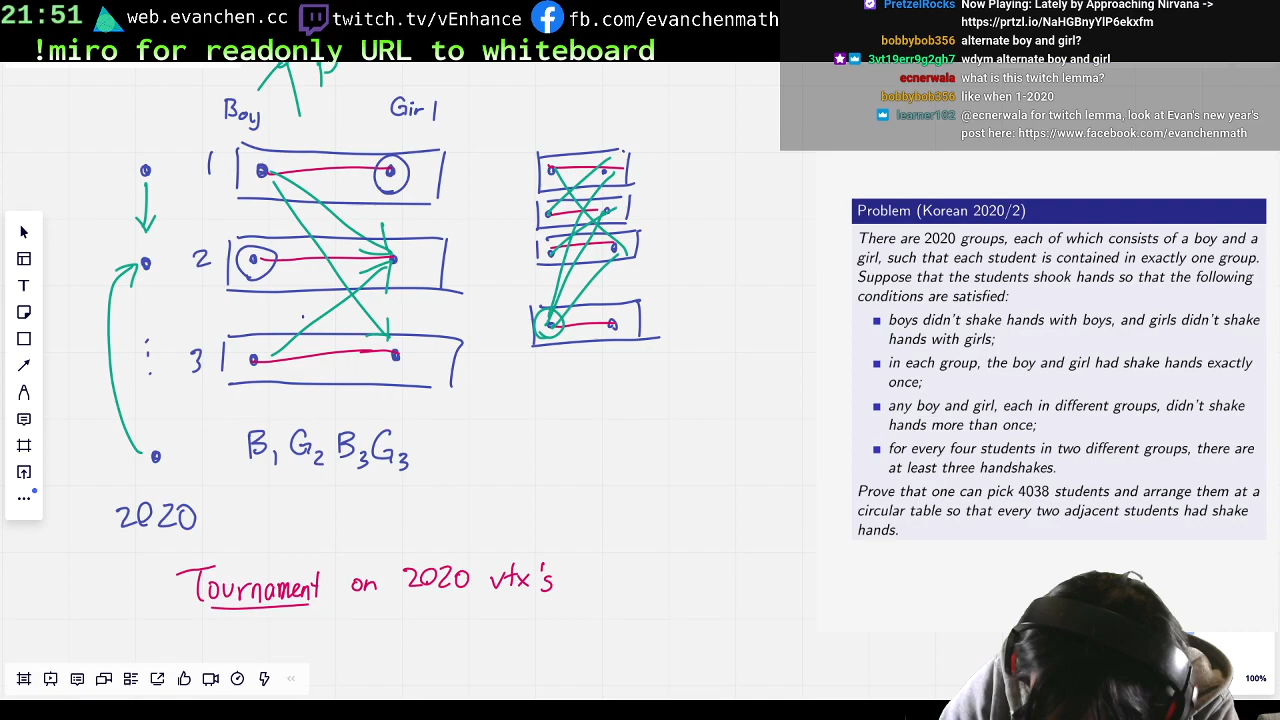 21:51 web.evanchen.cc twitch.tv/vEnhance fb.com/evanchenmath
!miro for readonly URL to whiteboard
PretzelRocks Now Playing: Lately by Approaching Nirvana ->
https://prtzl.io/NaHGBnyYlP6ekxfm
bobbybob356 alternate boy and girl?
3vt19err9g2gh7 wdym alternate boy and girl
ecnerwala what is this twitch lemma?
bobbybob356 like when 1-2020
learner102 @ecnerwala for twitch lemma, look at Evan's new year's
post here: https://www.facebook.com/evanchenmath
Boy Girl
1
2
3
B1 G2 B3 G3
2020
Tournament on 2020 vtx's
Problem (Korean 2020/2)
There are 2020 groups, each of which consists of a boy and a
girl, such that each student is contained in exactly one group.
Suppose that the students shook hands so that the following
conditions are satisfied:
boys didn't shake hands with boys, and girls didn't shake
hands with girls;
in each group, the boy and girl had shake hands exactly
once;
any boy and girl, each in different groups, didn't shake
hands more than once;
for every four students in two different groups, there are
at least three handshakes.
Prove that one can pick 4038 students and arrange them at a
circular table so that every two adjacent students had shake
hands.
100%